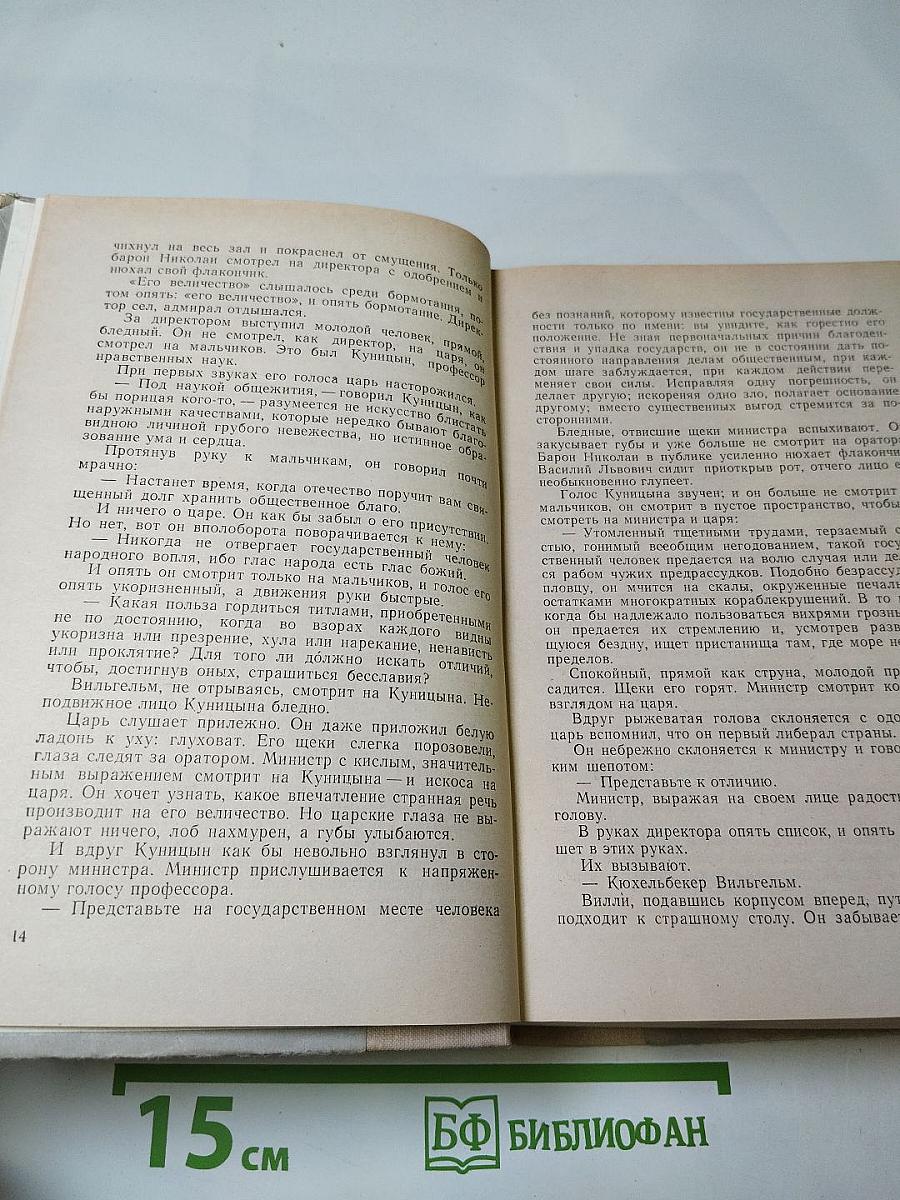 чихнул на весь зал и покраснел от смущения. Только
барон Николаи смотрел на директора с одобрением и
нюхал свой флакончик.
«Его величество» слышалось среди бормотания, по-
том опять: «его величество», и опять бормотание. Дирек-
тор сел, адмирал отдышался.
За директором выступил молодой человек, прямой,
бледный. Он не смотрел, как директор, на царя, он
смотрел на мальчиков. Это был Куницын, профессор
нравственных наук.
При первых звуках его голоса царь насторожился.
— Под наукой общежития, — говорил Куницын, как
бы порицая кого-то, — разумеется не искусство блистать
наружными качествами, которые нередко бывают благо-
видною личиной грубого невежества, но истинное обра-
зование ума и сердца.
Протянув руку к мальчикам, он говорил почти
мрачно:
— Настанет время, когда отечество поручит вам свя-
щенный долг хранить общественное благо.
И ничего о царе. Он как бы забыл о его присутствии.
Но нет, вот он вполоборота поворачивается к нему:
— Никогда не отвергает государственный человек
народного вопля, ибо глас народа есть глас божий.
И опять он смотрит только на мальчиков, и голос его
опять укоризненный, а движения руки быстрые.
— Какая польза гордиться титлами, приобретенными
не по достоянию, когда во взорах каждого видны
укоризна или презрение, хула или нарекание, ненависть
или проклятие? Для того ли до́лжно искать отличий,
чтобы, достигнув оных, страшиться бесславия?
Вильгельм, не отрываясь, смотрит на Куницына. Не-
подвижное лицо Куницына бледно.
Царь слушает прилежно. Он даже приложил белую
ладонь к уху: глуховат. Его щеки слегка порозовели,
глаза следят за оратором. Министр с кислым, значитель-
ным выражением смотрит на Куницына — и искоса на
царя. Он хочет узнать, какое впечатление странная речь
производит на его величество. Но царские глаза не вы-
ражают ничего, лоб нахмурен, а губы улыбаются.
И вдруг Куницын как бы невольно взглянул в сто-
рону министра. Министр прислушивается к напряжен-
ному голосу профессора.
— Представьте на государственном месте человека
14
без познаний, которому известны государственные долж-
ности только по имени: вы увидите, как горестно его
положение. Не зная первоначальных причин благоден-
ствия и упадка государств, он не в состоянии дать по-
стоянного направления делам общественным, при каж-
дом шаге заблуждается, при каждом действии пере-
меняет свои силы. Исправляя одну погрешность, он
делает другую; искореняя одно зло, полагает основание
другому; вместо существенных выгод стремится за по-
сторонними.
Бледные, отвисшие щеки министра вспыхивают. О
закусывает губы и уже больше не смотрит на оратор
Барон Николаи в публике усиленно нюхает флакончи
Василий Львович сидит приоткрыв рот, отчего лицо е
необыкновенно глупеет.
Голос Куницына звучен; и он больше не смотрит
мальчиков, он смотрит в пустое пространство, чтобы
смотреть на министра и царя:
— Утомленный тщетными трудами, терзаемый с
стью, гонимый всеобщим негодованием, такой госу
ственный человек предается на волю случая или де
ся рабом чужих предрассудков. Подобно безрассуд
пловцу, он мчится на скалы, окруженные печаль
остатками многократных кораблекрушений. В то
когда бы надлежало пользоваться вихрями грозны
он предается их стремлению и, усмотрев разв
щуюся бездну, ищет пристанища там, где море не
пределов.
Спокойный, прямой как струна, молодой пр
садится. Щеки его горят. Министр смотрит ко
взглядом на царя.
Вдруг рыжеватая голова склоняется с одо
царь вспомнил, что он первый либерал страны.
Он небрежно склоняется к министру и гово
ким шепотом:
— Представьте к отличию.
Министр, выражая на своем лице радость
голову.
В руках директора опять список, и опять
шет в этих руках.
Их вызывают.
— Кюхельбекер Вильгельм.
Вилли, подавшись корпусом вперед, пут
подходит к страшному столу. Он забывает
15 см
БФ БИБЛИОФАН